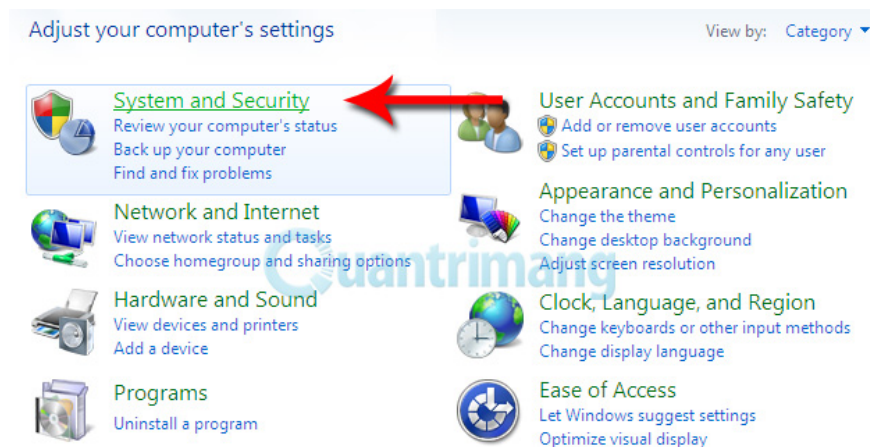 Adjust your computer's settings
View by: Category
System and Security
Review your computer's status
Back up your computer
Find and fix problems
Network and Internet
View network status and tasks
Choose homegroup and sharing options
Hardware and Sound
View devices and printers
Add a device
Programs
Uninstall a program
User Accounts and Family Safety
Add or remove user accounts
Set up parental controls for any user
Appearance and Personalization
Change the theme
Change desktop background
Adjust screen resolution
Clock, Language, and Region
Change keyboards or other input methods
Change display language
Ease of Access
Let Windows suggest settings
Optimize visual display
Quantrimang